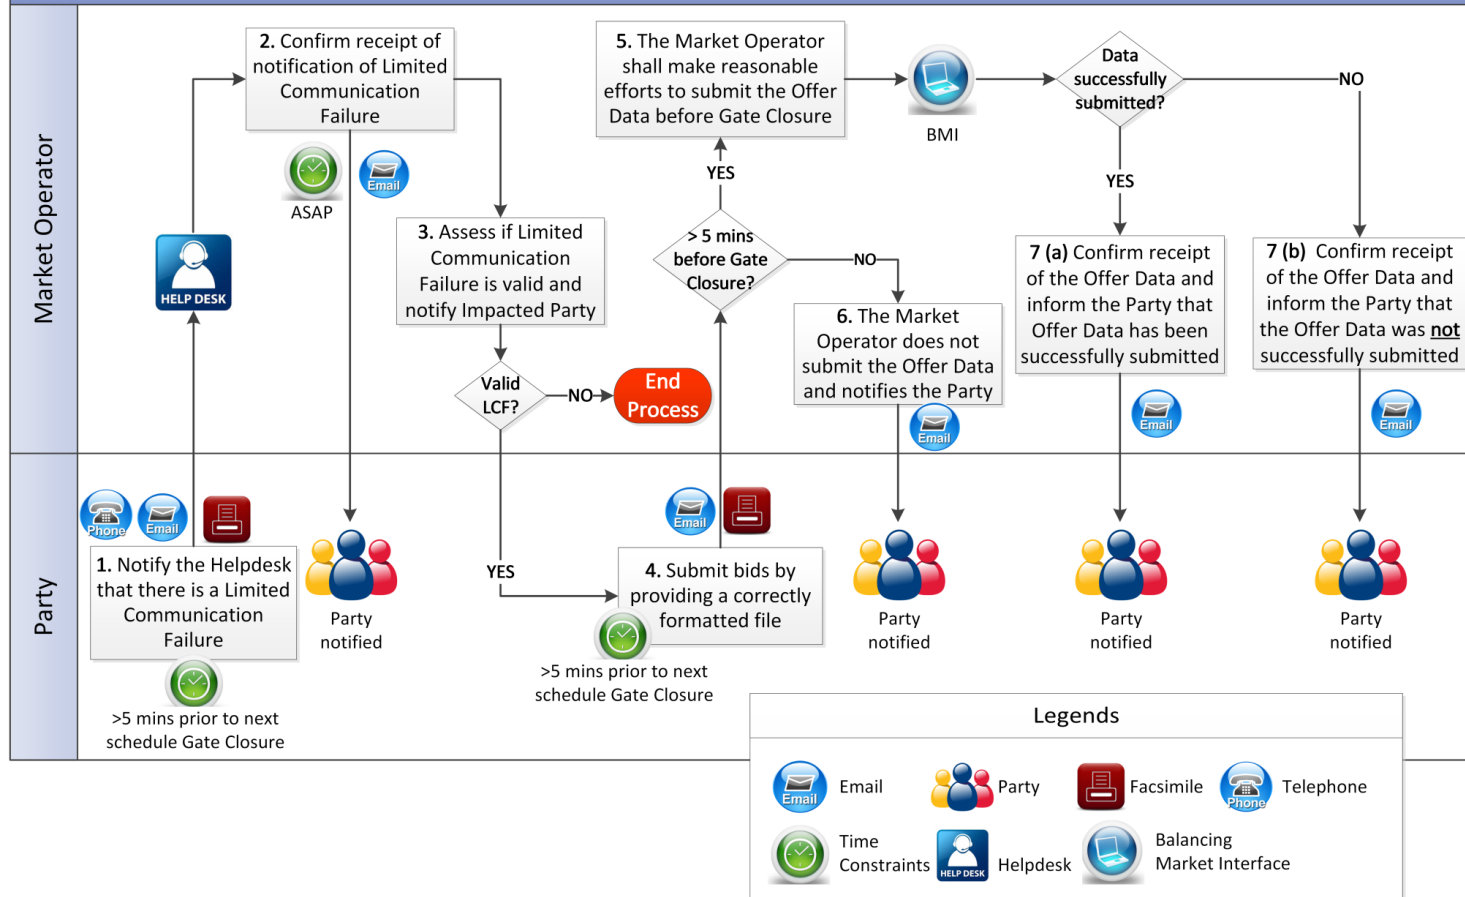 Market Operator
2. Confirm receipt of
notification of Limited
Communication
Failure
ASAP
Email
HELP DESK
3. Assess if Limited
Communication
Failure is valid and
notify Impacted Party
Valid
LCF?
NO
End
Process
5. The Market Operator
shall make reasonable
efforts to submit the Offer
Data before Gate Closure
YES
> 5 mins
before Gate
Closure?
NO
BMI
6. The Market
Operator does not
submit the Offer Data
and notifies the Party
Email
Data
successfully
submitted?
NO
YES
7 (a) Confirm receipt
of the Offer Data and
inform the Party that
Offer Data has been
successfully submitted
Email
7 (b) Confirm receipt
of the Offer Data and
inform the Party that
the Offer Data was not
successfully submitted
Email
Party
Phone
Email
1. Notify the Helpdesk
that there is a Limited
Communication
Failure
>5 mins prior to next
schedule Gate Closure
Party
notified
YES
Email
4. Submit bids by
providing a correctly
formatted file
>5 mins prior to next
schedule Gate Closure
Party
notified
Party
notified
Party
notified
Legends
Email
Email
Party
Facsimile
Phone
Telephone
Time
Constraints
HELP DESK
Helpdesk
Balancing
Market Interface